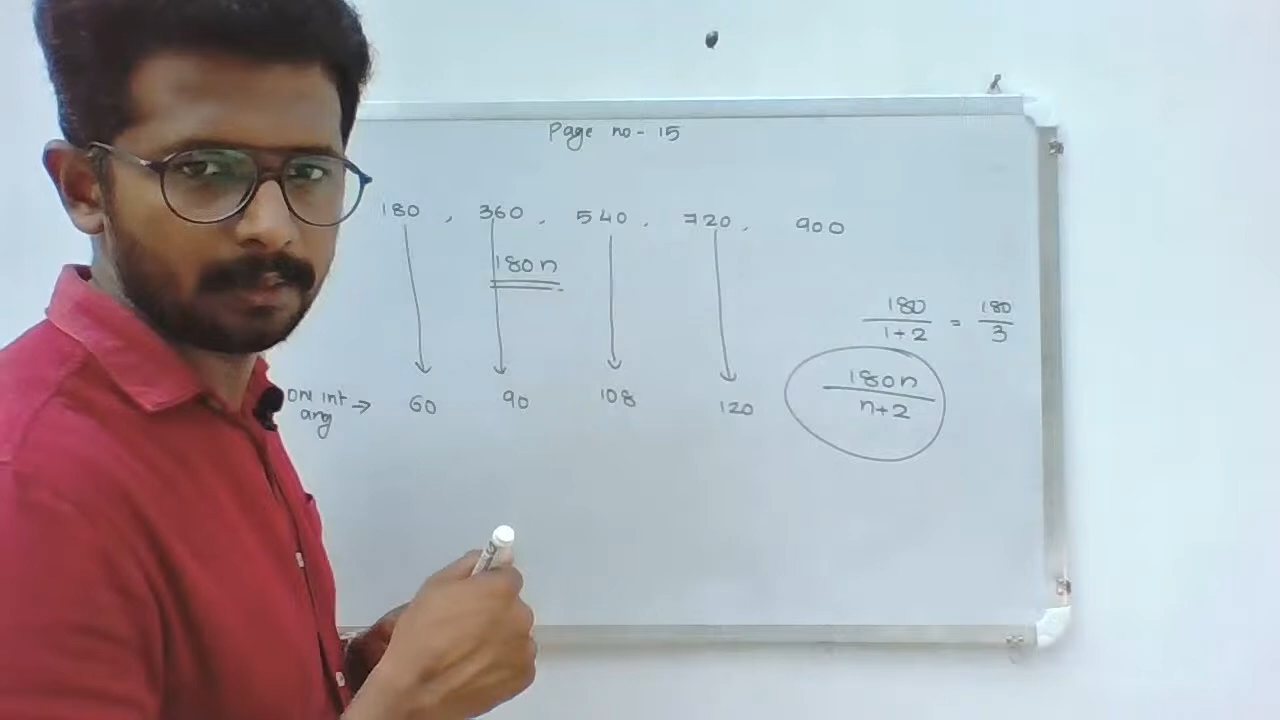 Page no - 15
180 , 360 , 540 , 720 , 900
180n
180
1+2
=
180
3
180n
n+2
One int ang → 60 90 108 120